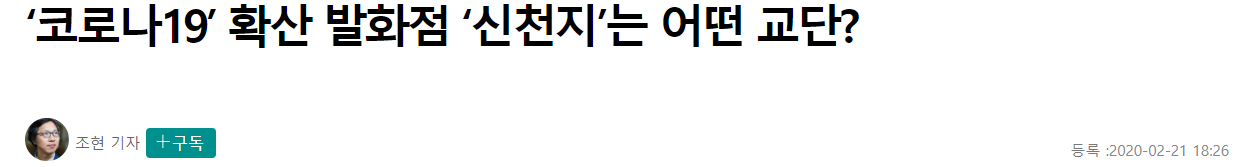 ‘코로나19’ 확산 발화점 ‘신천지’는 어떤 교단?
조현 기자 +구독
등록 :2020-02-21 18:26